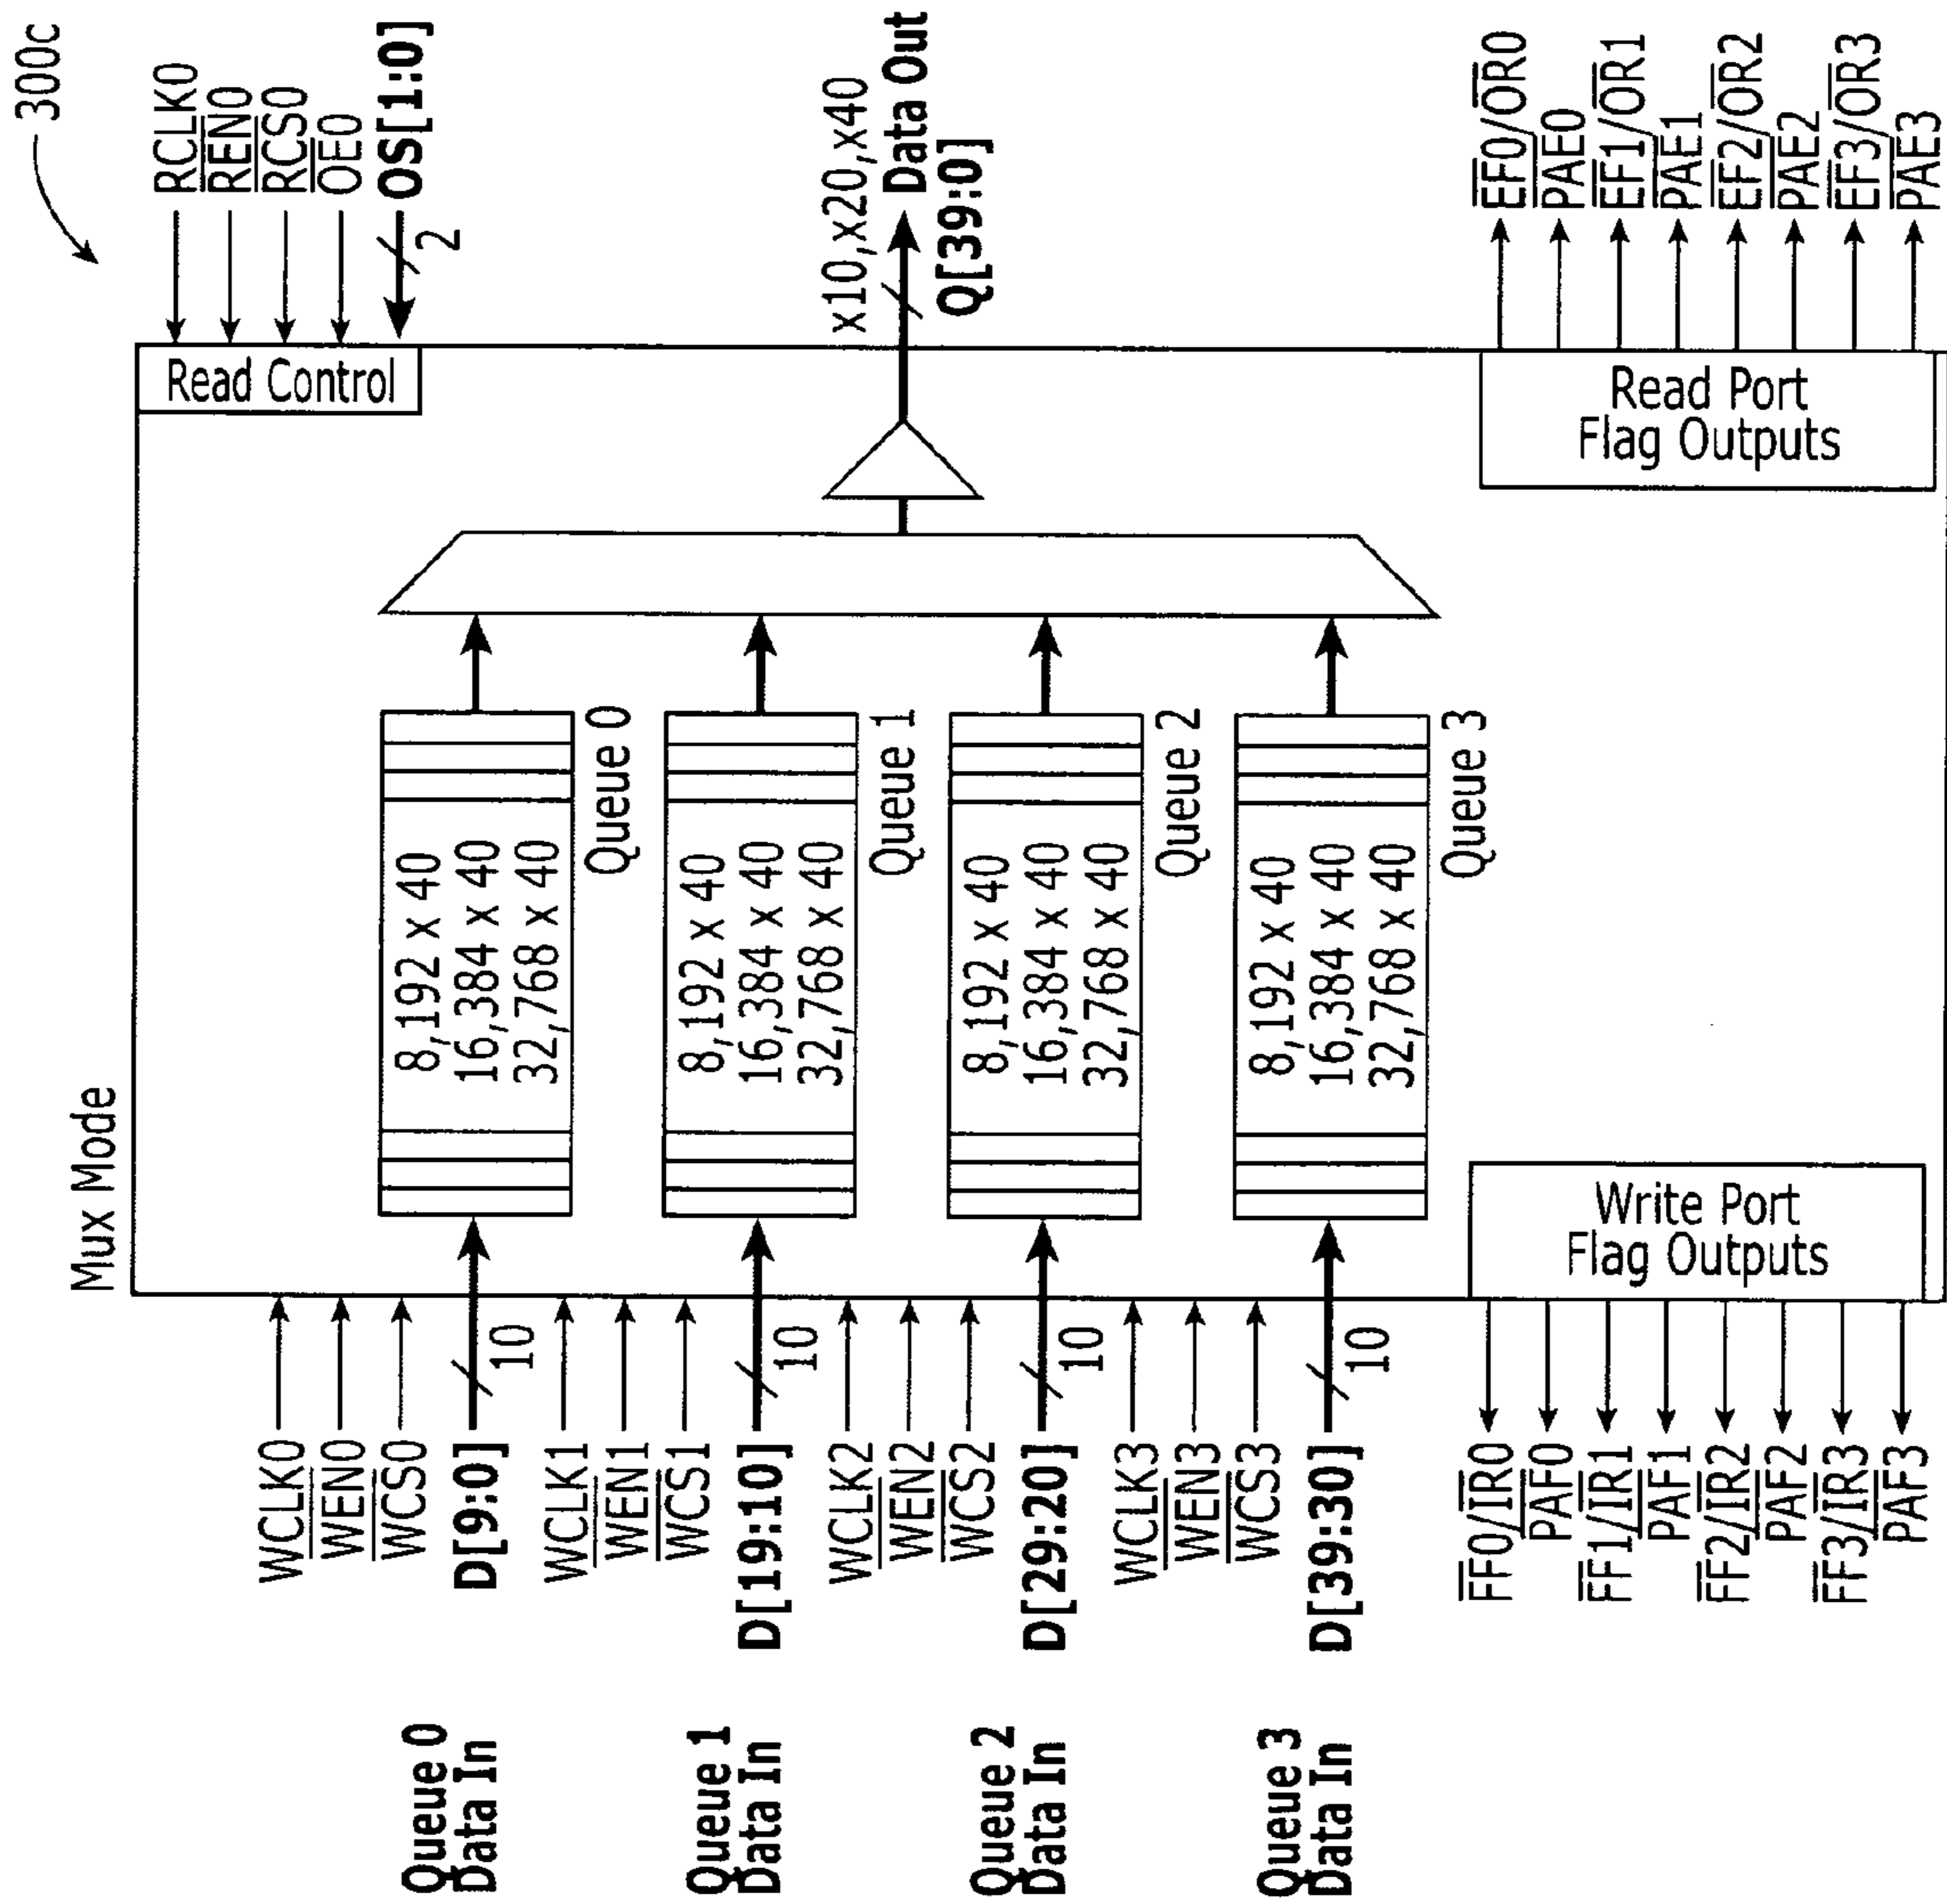 300c
Mux Mode
RCLK0
REN0
RCS0
OE0
OS[1:0]
2
Read Control
WCLK0
WEN0
WCS0
D[9:0]
10
Queue 0
Data In
8,192 x 40
16,384 x 40
32,768 x 40
Queue 0
WCLK1
WEN1
WCS1
D[19:10]
10
Queue 1
Data In
8,192 x 40
16,384 x 40
32,768 x 40
Queue 1
x10,x20,x40
Data Out
Q[39:0]
WCLK2
WEN2
WCS2
D[29:20]
10
Queue 2
Data In
8,192 x 40
16,384 x 40
32,768 x 40
Queue 2
WCLK3
WEN3
WCS3
D[39:30]
10
Queue 3
Data In
8,192 x 40
16,384 x 40
32,768 x 40
Queue 3
FF0/IR0
PAF0
FF1/IR1
PAF1
FF2/IR2
PAF2
FF3/IR3
PAF3
Write Port
Flag Outputs
Read Port
Flag Outputs
EF0/OR0
PAE0
EF1/OR1
PAE1
EF2/OR2
PAE2
EF3/OR3
PAE3